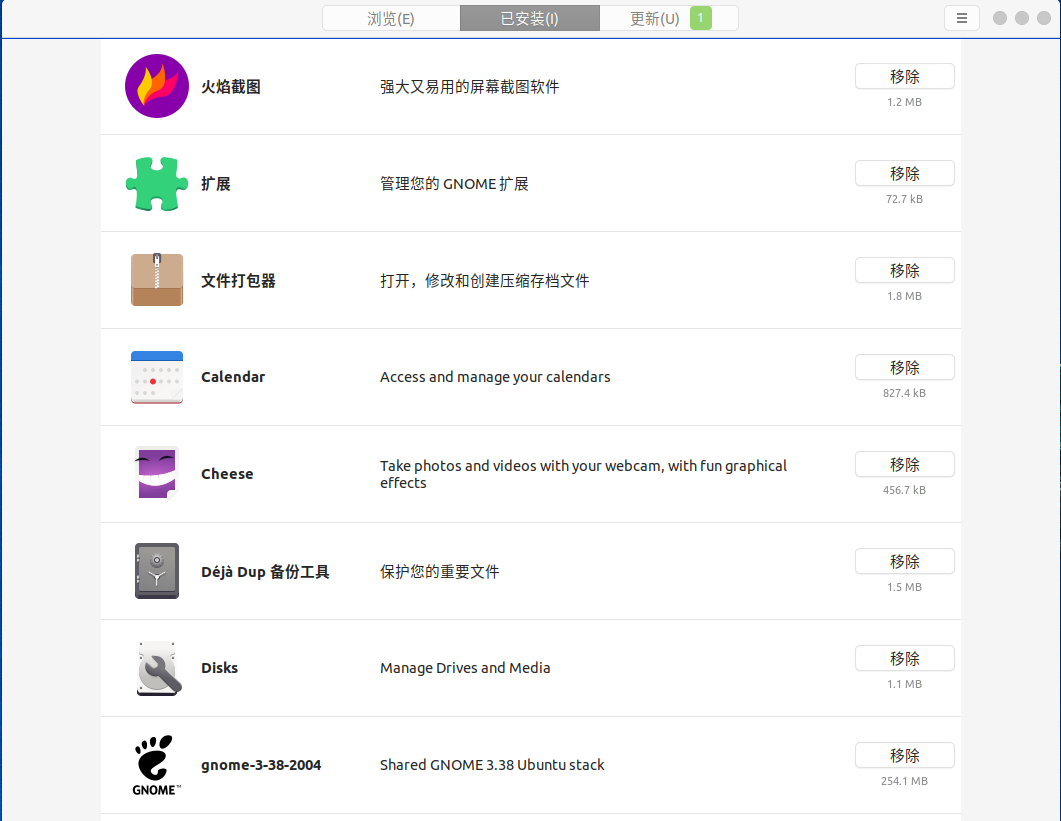 浏览(E) 已安装(I) 更新(U) 1
火焰截图 强大又易用的屏幕截图软件 移除
1.2 MB
扩展 管理您的 GNOME 扩展 移除
72.7 kB
文件打包器 打开，修改和创建压缩存档文件 移除
1.8 MB
Calendar Access and manage your calendars 移除
827.4 kB
Cheese Take photos and videos with your webcam, with fun graphical 移除
effects
456.7 kB
Déjà Dup 备份工具 保护您的重要文件 移除
1.5 MB
Disks Manage Drives and Media 移除
1.1 MB
gnome-3-38-2004 Shared GNOME 3.38 Ubuntu stack 移除
254.1 MB
GNOME™